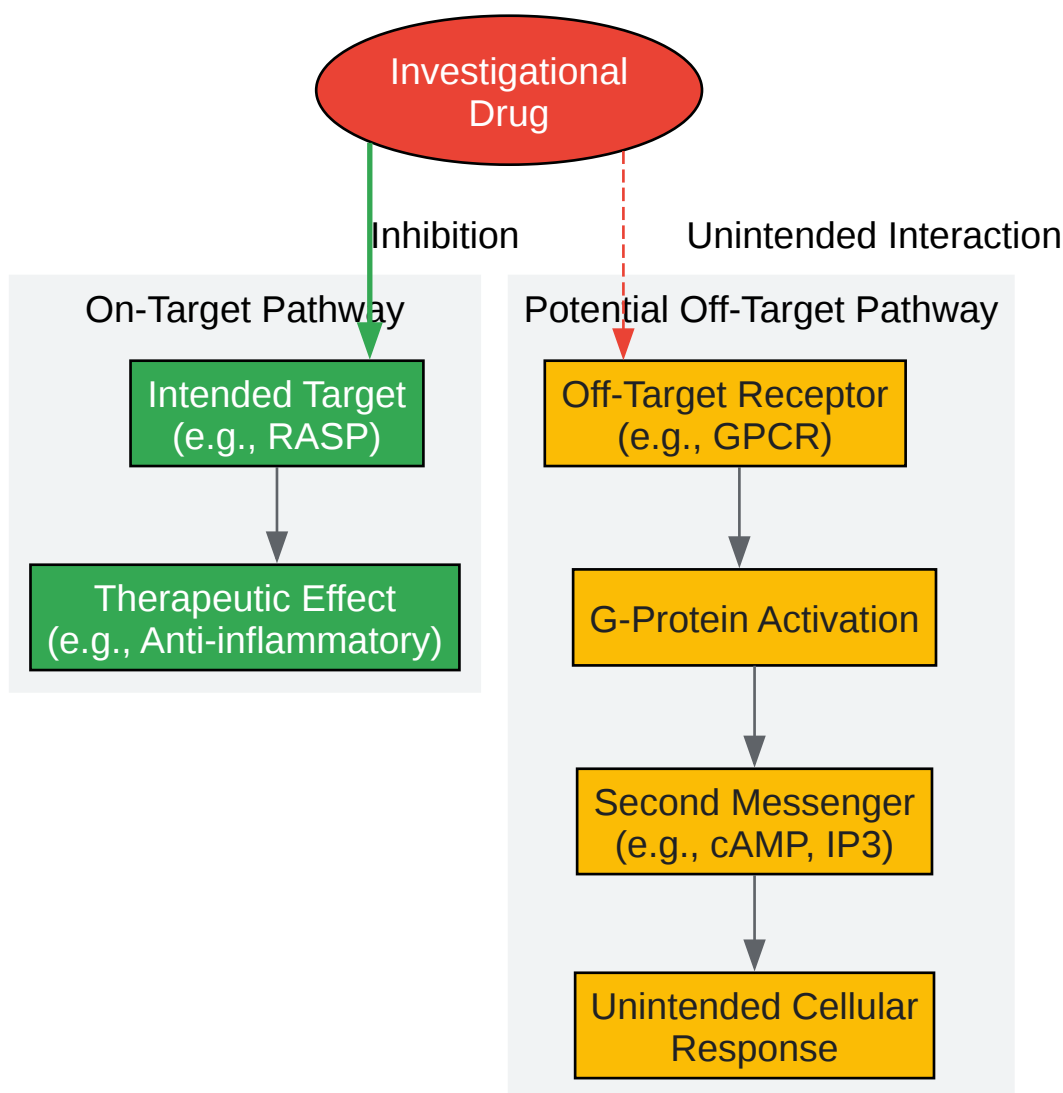 Investigational
Drug
Inhibition
Unintended Interaction
On-Target Pathway
Potential Off-Target Pathway
Intended Target
(e.g., RASP)
Off-Target Receptor
(e.g., GPCR)
Therapeutic Effect
(e.g., Anti-inflammatory)
G-Protein Activation
Second Messenger
(e.g., cAMP, IP3)
Unintended Cellular
Response